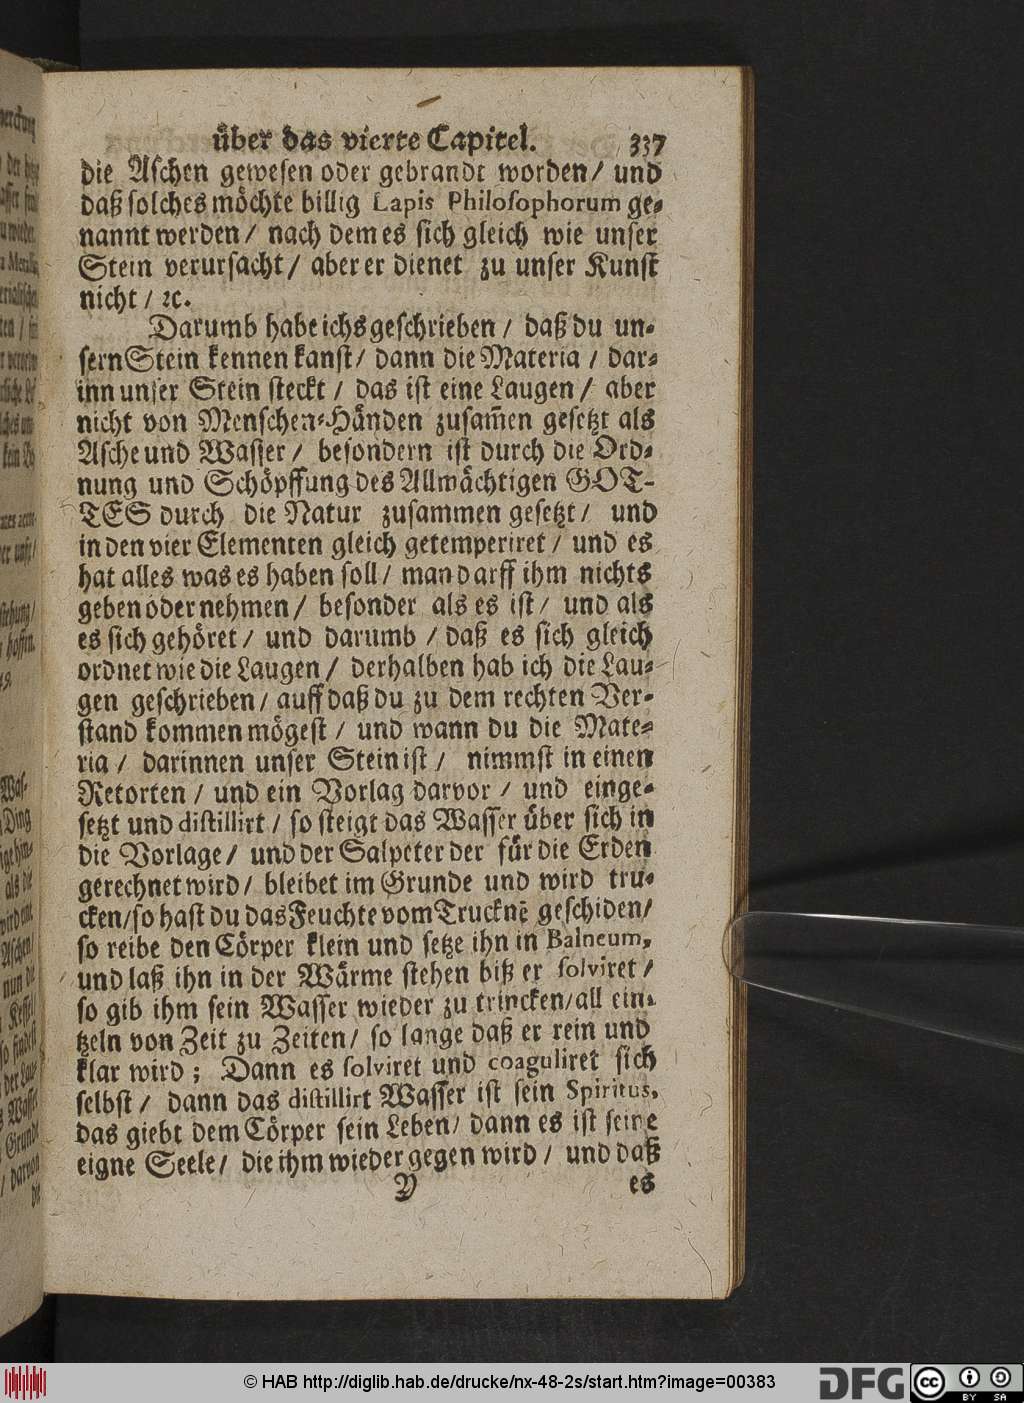 über das vierte Capitel. 337
die Aschen gewesen oder gebrandt worden / und
daß solches möchte billig Lapis Philosophorum ge-
nannt werden / nach dem es sich gleich wie unser
Stein verursacht / aber er dienet zu unser Kunst
nicht / ꝛc.
Darumb habe ichs geschrieben / daß du un-
sern Stein kennen kanst / dann die Materia / dar-
inn unser Stein steckt / das ist eine Laugen / aber
nicht von Menschen-Händen zusam̃en gesetzt als
Asche und Wasser / besondern ist durch die Ord-
nung und Schöpffung des Allmächtigen GOT-
TES durch die Natur zusammen gesetzt / und
in den vier Elementen gleich getemperiret / und es
hat alles was es haben soll / man darff ihm nichts
geben oder nehmen / besonder als es ist / und als
es sich gehöret / und darumb / daß es sich gleich
ordnet wie die Laugen / derhalben hab ich die Lau-
gen geschrieben / auff daß du zu dem rechten Ver-
stand kommen mögest / und wann du die Mate-
ria / darinnen unser Stein ist / nimmst in einen
Retorten / und ein Vorlag darvor / und einge-
setzt und distillirt / so steigt das Wasser über sich in
die Vorlage / und der Salpeter der für die Erden
gerechnet wird / bleibet im Grunde und wird tru-
cken / so hast du das Feuchte vom Trucknẽ geschiden /
so reibe den Cörper klein und setze ihn in Balneum,
und laß ihn in der Wärme stehen biß er solviret /
so gib ihm sein Wasser wieder zu trincken / all ein-
tzeln von Zeit zu Zeiten / so lange daß er rein und
klar wird ; Dann es solviret und coaguliret sich
selbst / dann das distillirt Wasser ist sein Spiritus,
das giebt dem Cörper sein Leben / dann es ist seine
eigne Seele / die ihm wieder gegen wird / und daß
Y es
© HAB http://diglib.hab.de/drucke/nx-48-2s/start.htm?image=00383
DFG
cc BY SA